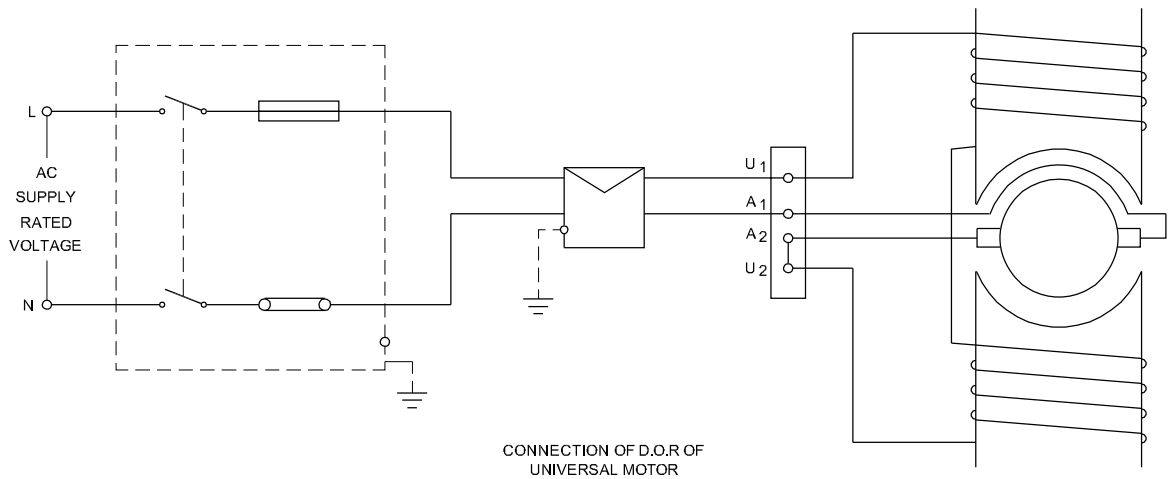 L
AC
SUPPLY
RATED
VOLTAGE
N
U1
A1
A2
U2
CONNECTION OF D.O.R OF
UNIVERSAL MOTOR